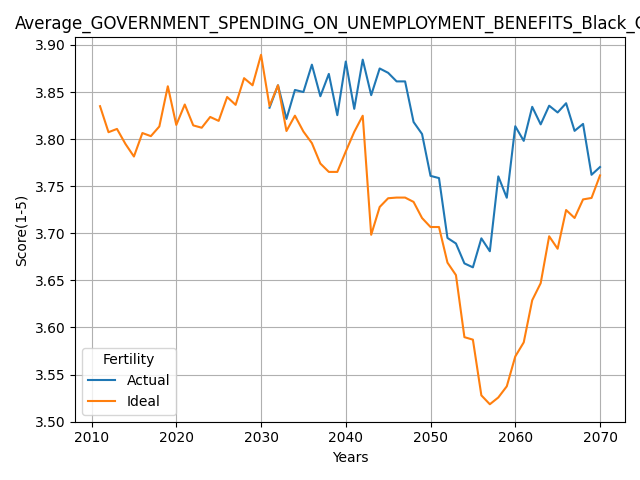 Average_GOVERNMENT_SPENDING_ON_UNEMPLOYMENT_BENEFITS_Black_
3.90
3.85
3.80
3.75
3.70
3.65
3.60
3.55
3.50
Score(1-5)
Fertility
Actual
Ideal
2010 2020 2030 2040 2050 2060 2070
Years